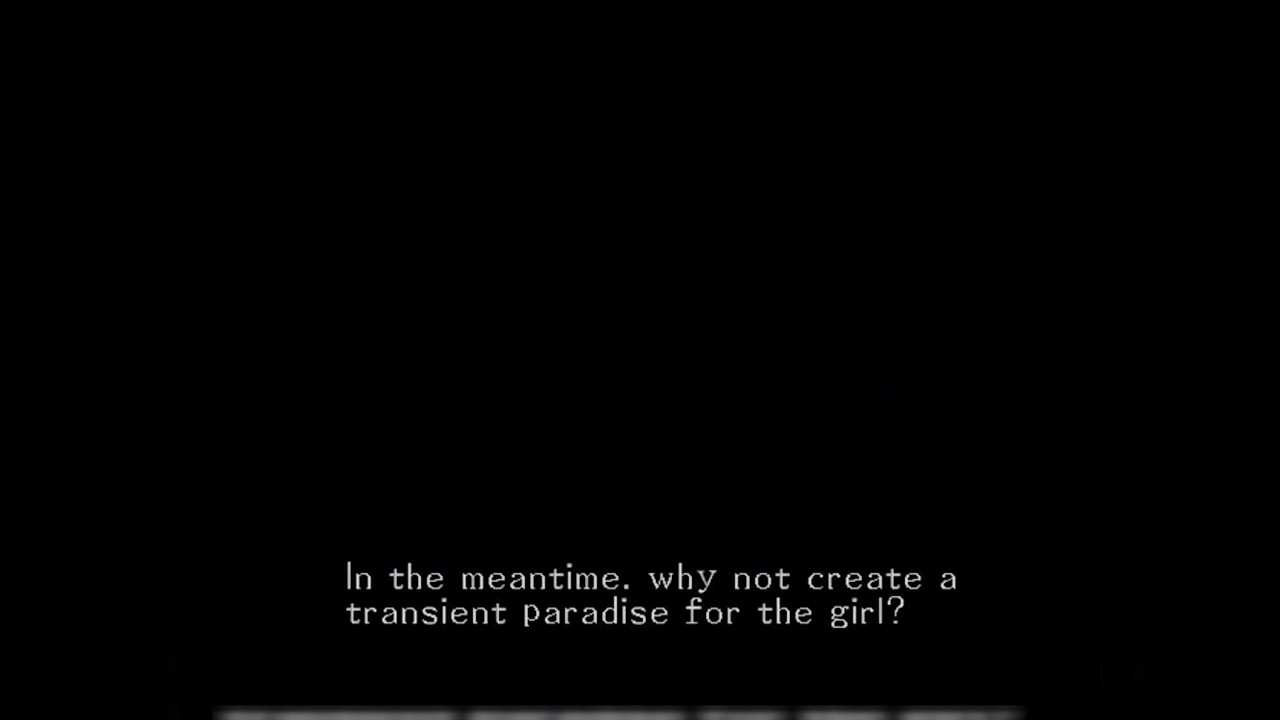 In the meantime. why not create a
transient paradise for the girl?